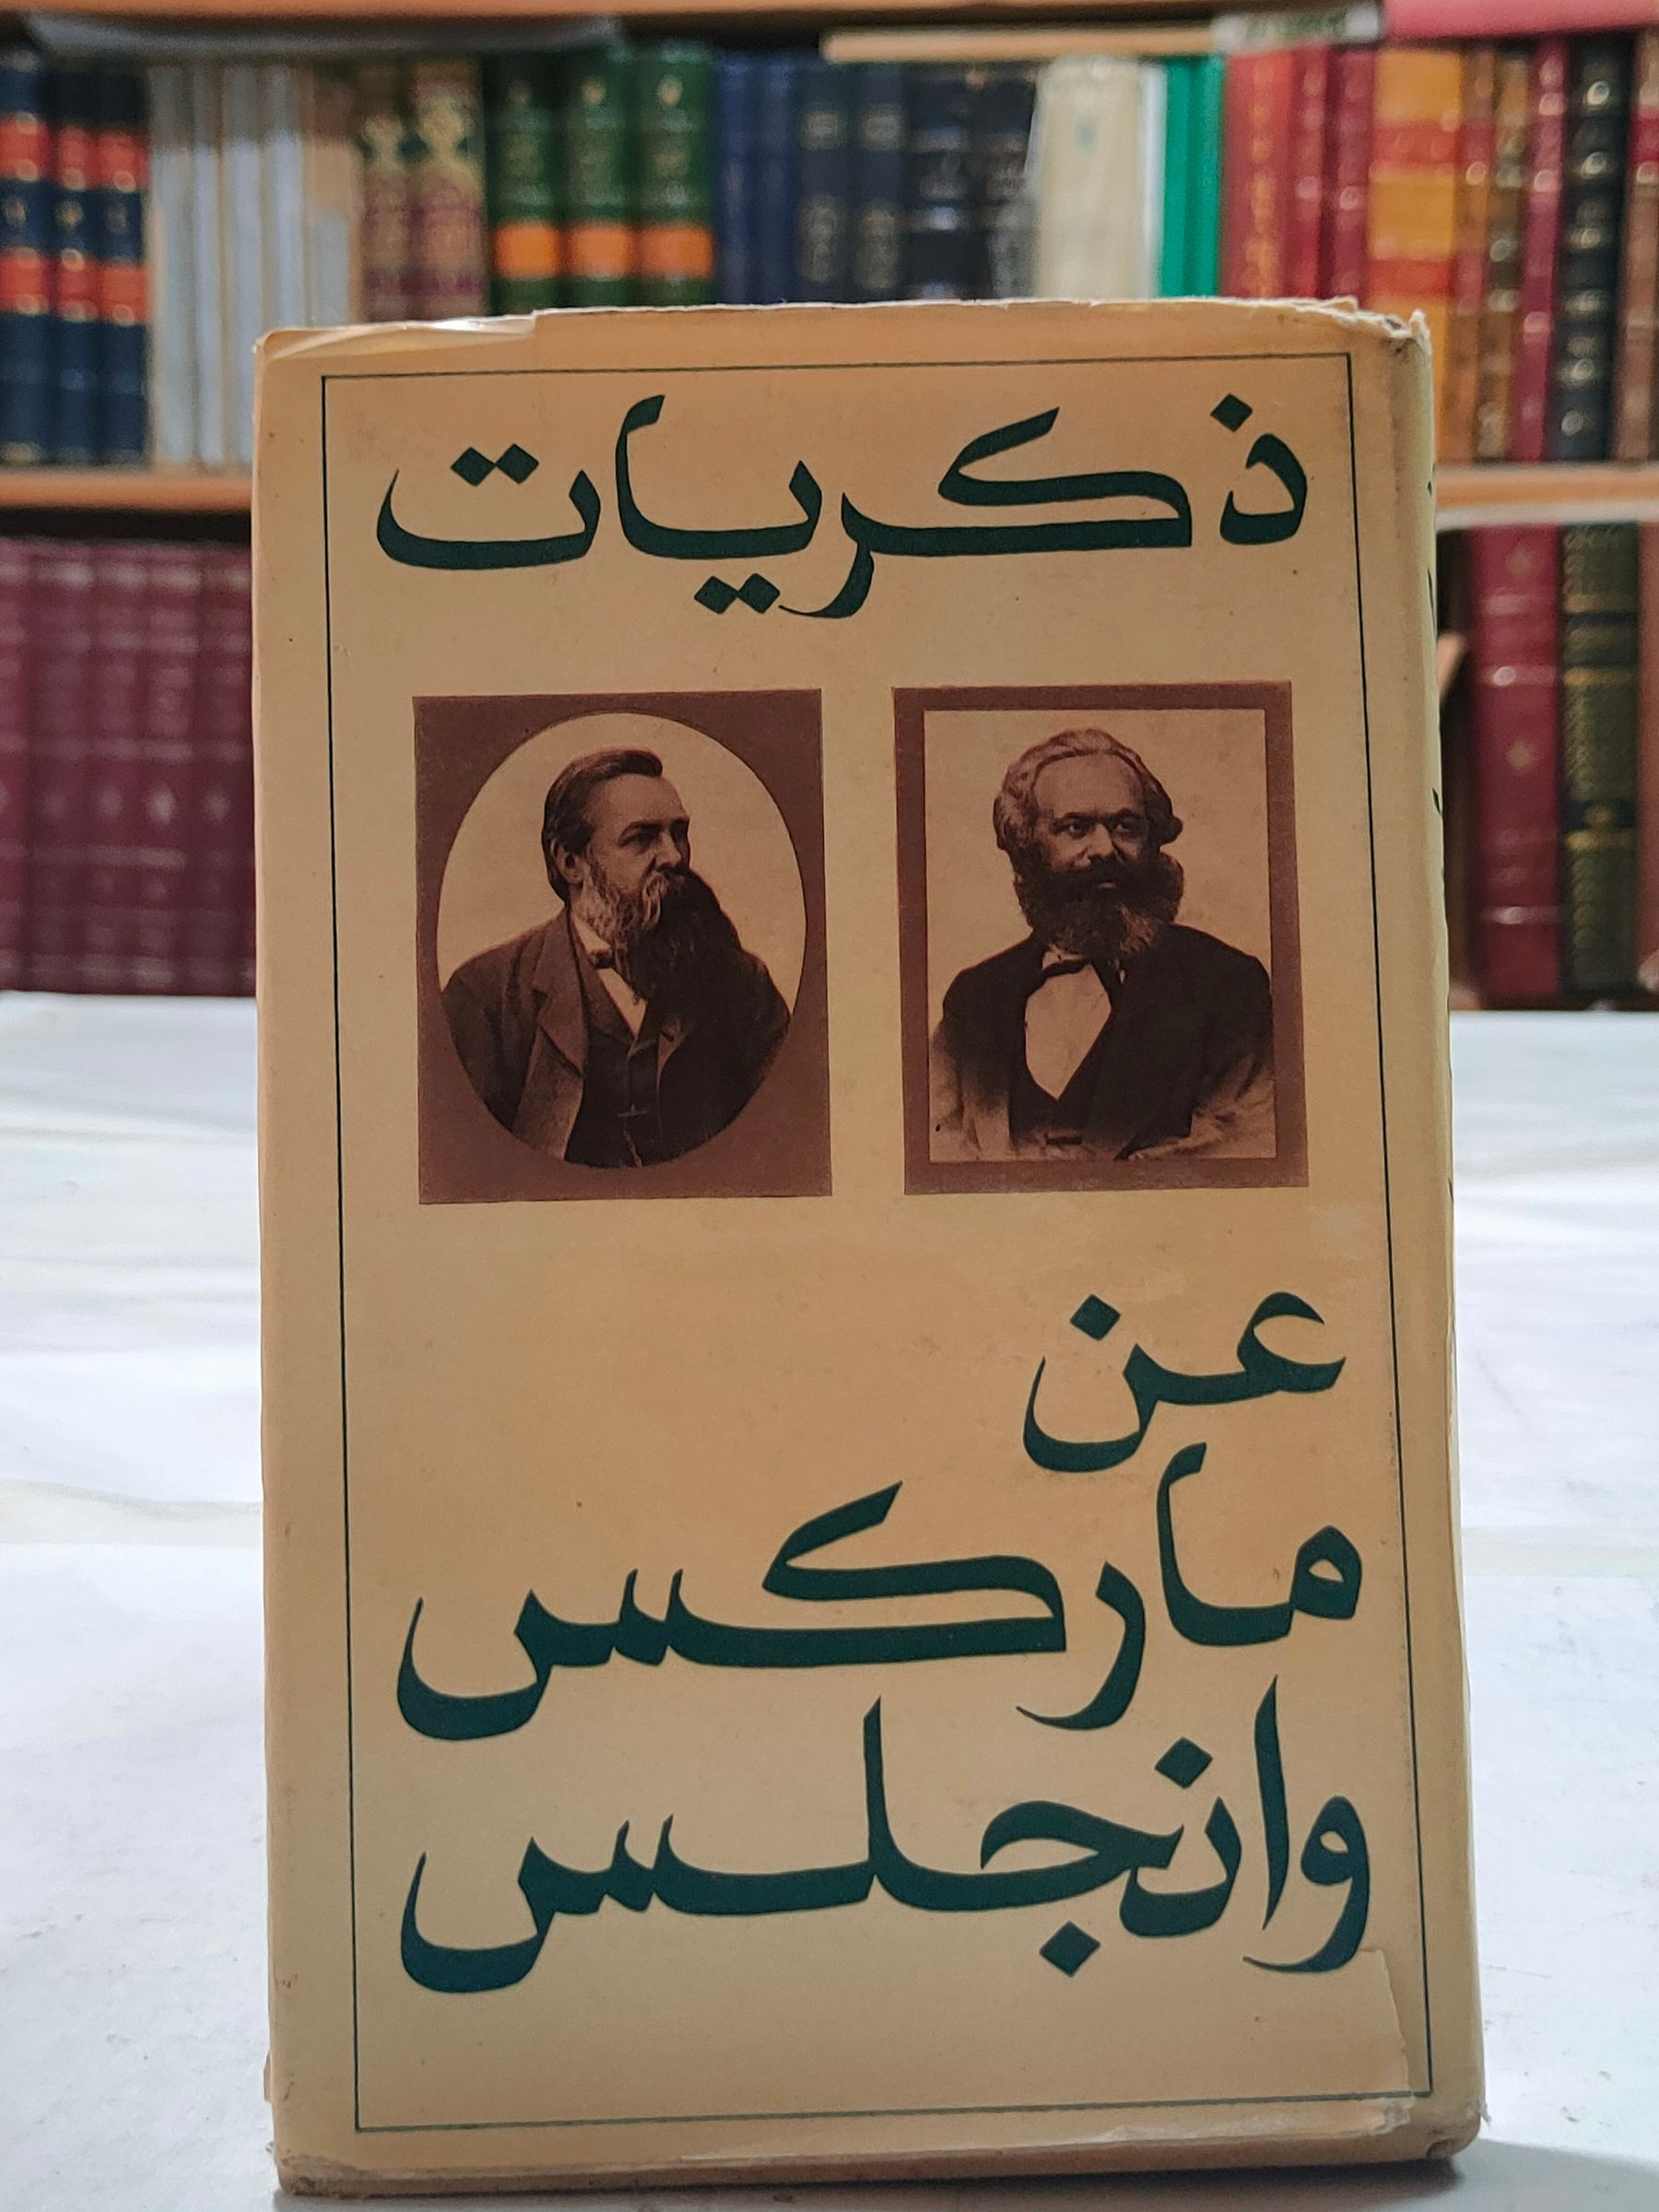 ذكريات
عن
ماركس
وانجلس